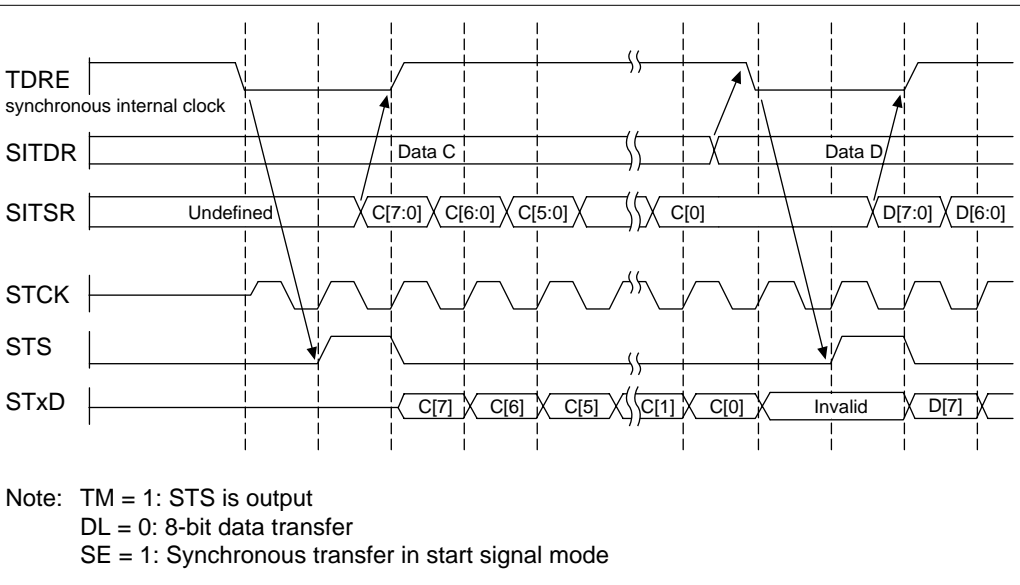 TDRE
synchronous internal clock
SITDR Data C Data D
SITSR Undefined C[7:0] C[6:0] C[5:0] C[0] D[7:0] D[6:0]
STCK
STS
STxD C[7] C[6] C[5] C[1] C[0] Invalid D[7]
Note: TM = 1: STS is output
DL = 0: 8-bit data transfer
SE = 1: Synchronous transfer in start signal mode